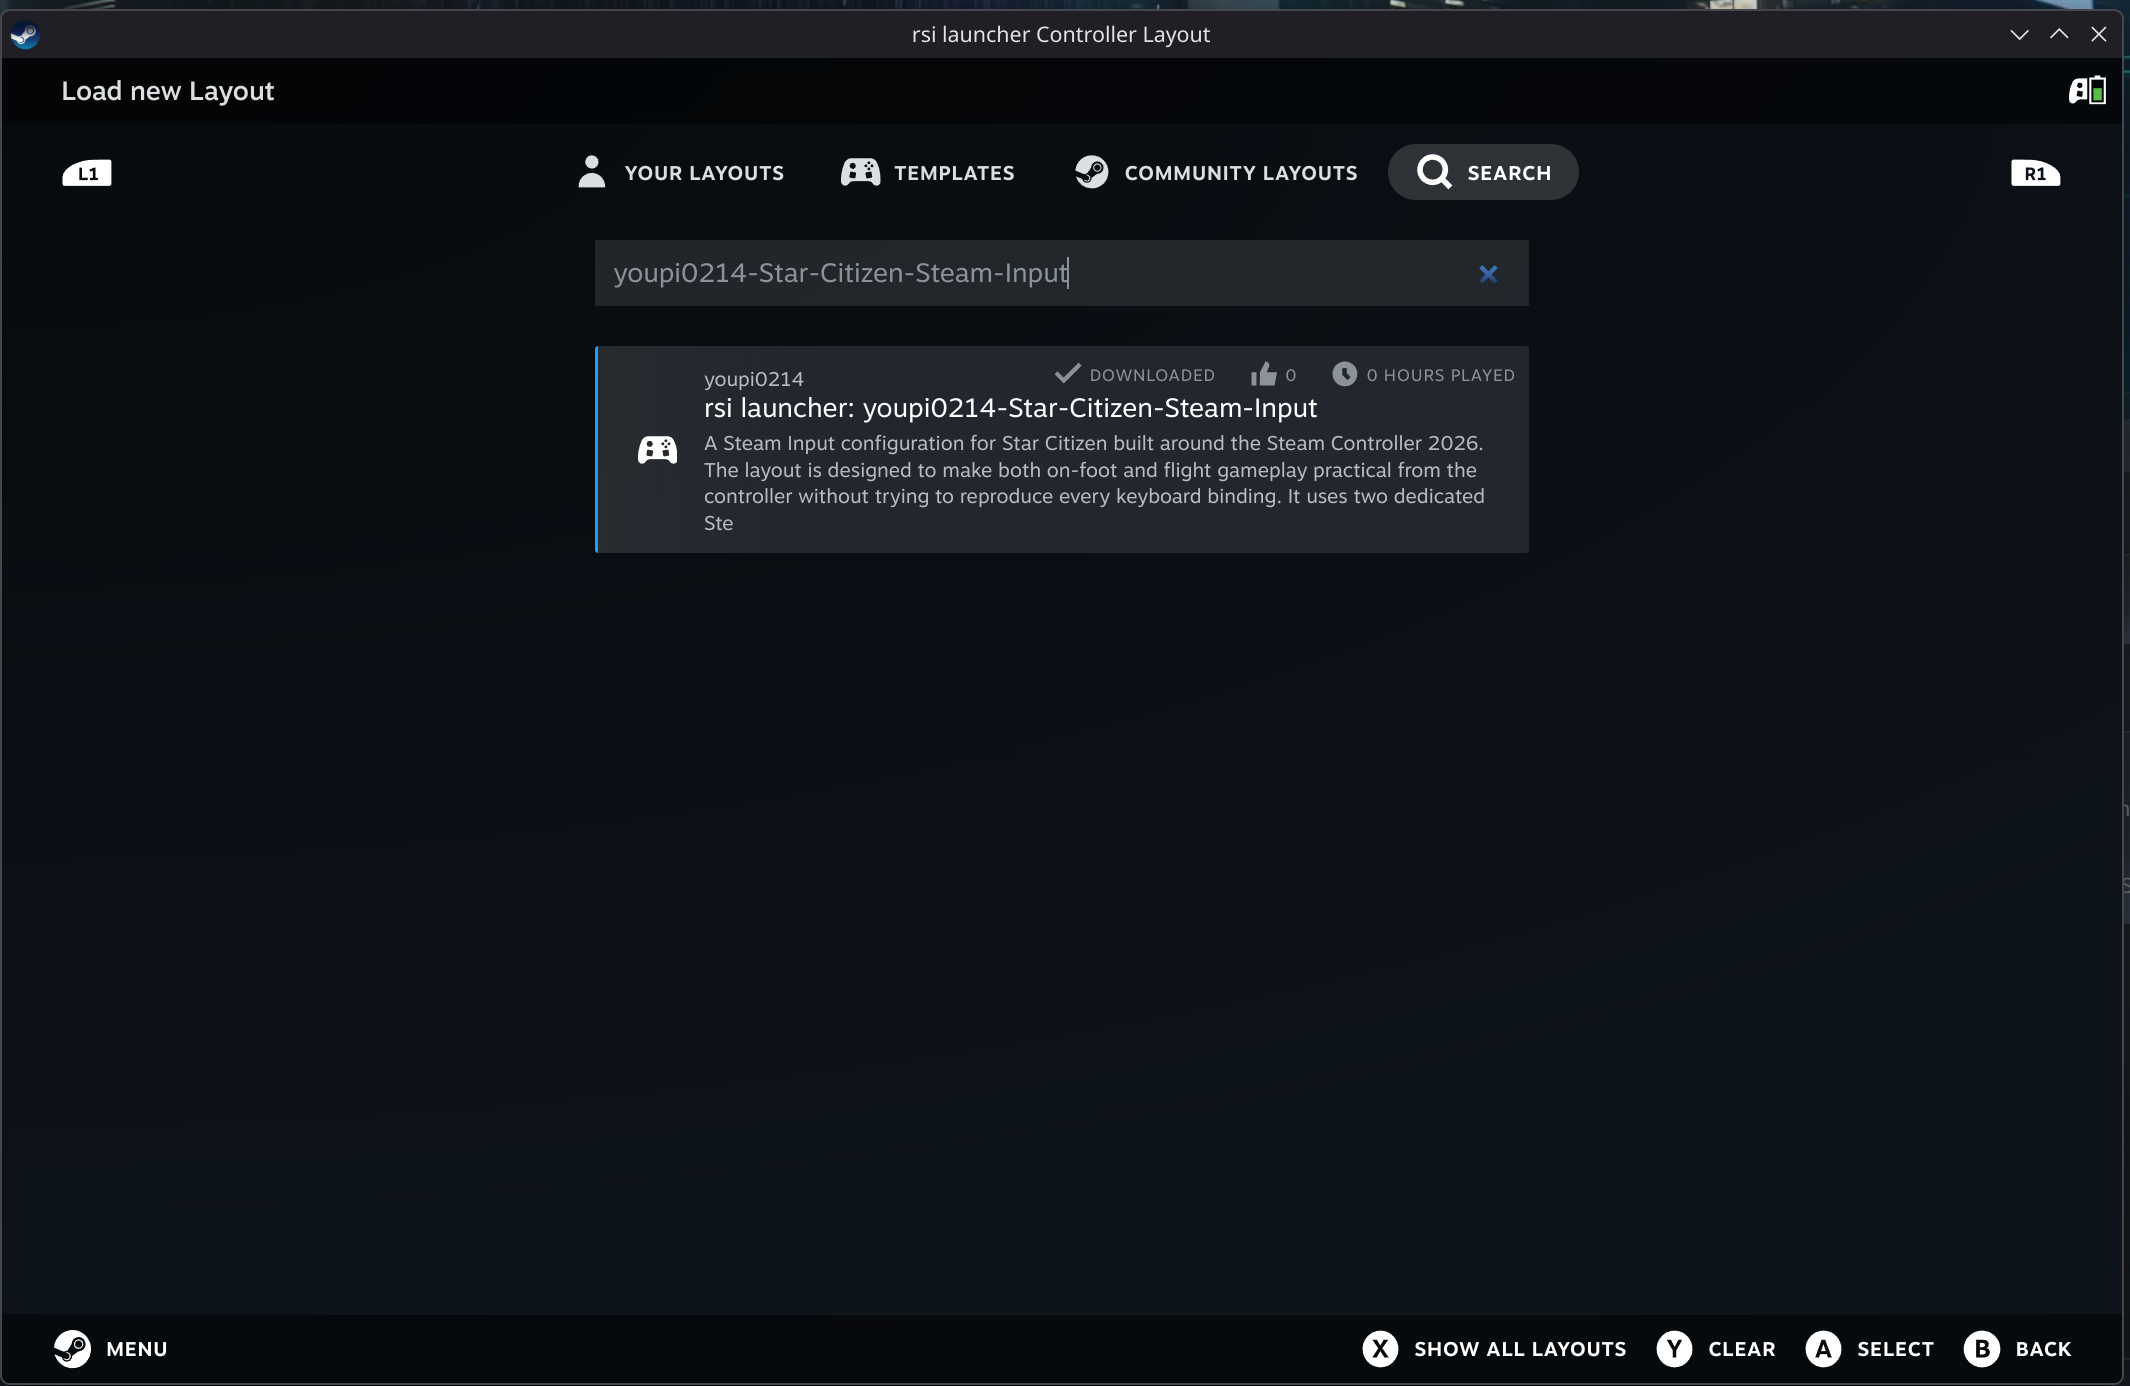 rsi launcher Controller Layout
Load new Layout
L1
YOUR LAYOUTS
TEMPLATES
COMMUNITY LAYOUTS
SEARCH
R1
youpi0214-Star-Citizen-Steam-Input
youpi0214
DOWNLOADED
0
0 HOURS PLAYED
rsi launcher: youpi0214-Star-Citizen-Steam-Input
A Steam Input configuration for Star Citizen built around the Steam Controller 2026.
The layout is designed to make both on-foot and flight gameplay practical from the
controller without trying to reproduce every keyboard binding. It uses two dedicated
Ste
MENU
X SHOW ALL LAYOUTS
Y CLEAR
A SELECT
B BACK